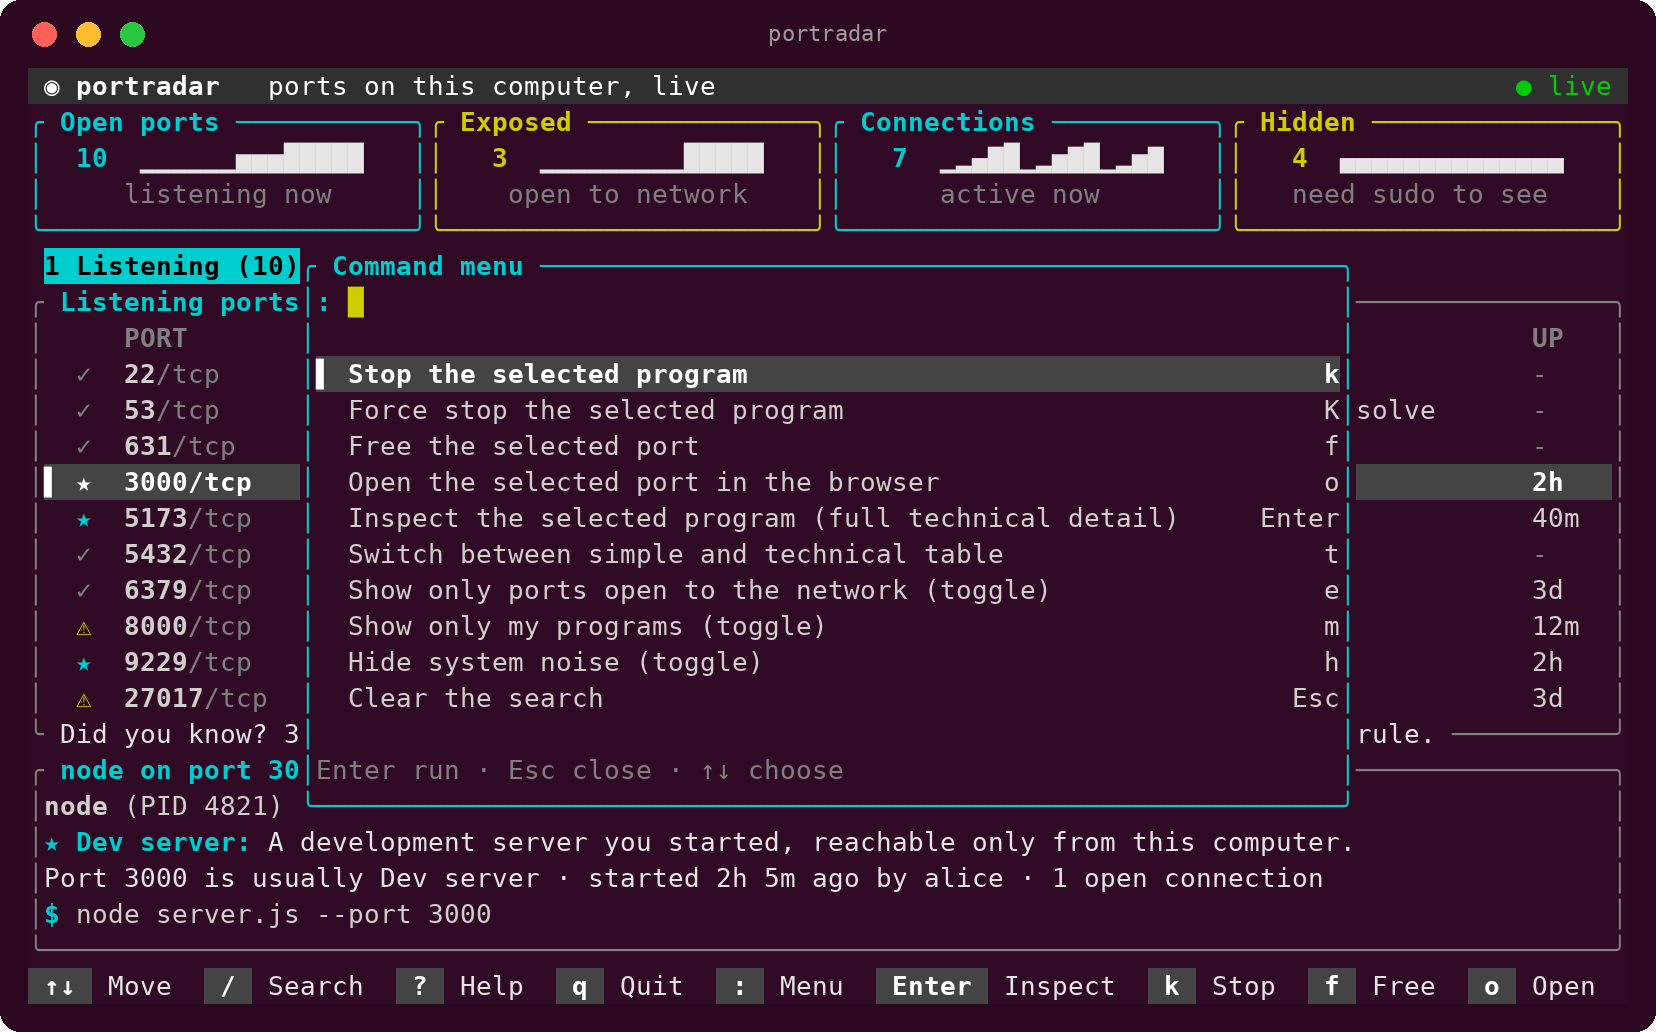 portradar
◉ portradar ports on this computer, live ● live
Open ports Exposed Connections Hidden
10 3 7 4
listening now open to network active now need sudo to see
1 Listening (10) Command menu
Listening ports :
PORT UP
✓ 22/tcp Stop the selected program k -
✓ 53/tcp Force stop the selected program K solve -
✓ 631/tcp Free the selected port f -
★ 3000/tcp Open the selected port in the browser o 2h
★ 5173/tcp Inspect the selected program (full technical detail) Enter 40m
✓ 5432/tcp Switch between simple and technical table t -
✓ 6379/tcp Show only ports open to the network (toggle) e 3d
⚠ 8000/tcp Show only my programs (toggle) m 12m
★ 9229/tcp Hide system noise (toggle) h 2h
⚠ 27017/tcp Clear the search Esc 3d
Did you know? 3 rule.
node on port 30 Enter run · Esc close · ↑↓ choose
node (PID 4821)
★ Dev server: A development server you started, reachable only from this computer.
Port 3000 is usually Dev server · started 2h 5m ago by alice · 1 open connection
$ node server.js --port 3000
↑↓ Move / Search ? Help q Quit : Menu Enter Inspect k Stop f Free o Open